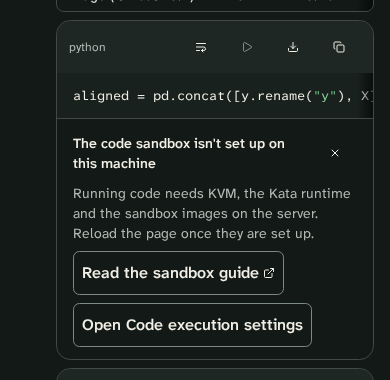 python
aligned = pd.concat([y.rename("y"), X]
The code sandbox isn't set up on
this machine
Running code needs KVM, the Kata runtime
and the sandbox images on the server.
Reload the page once they are set up.
Read the sandbox guide
Open Code execution settings